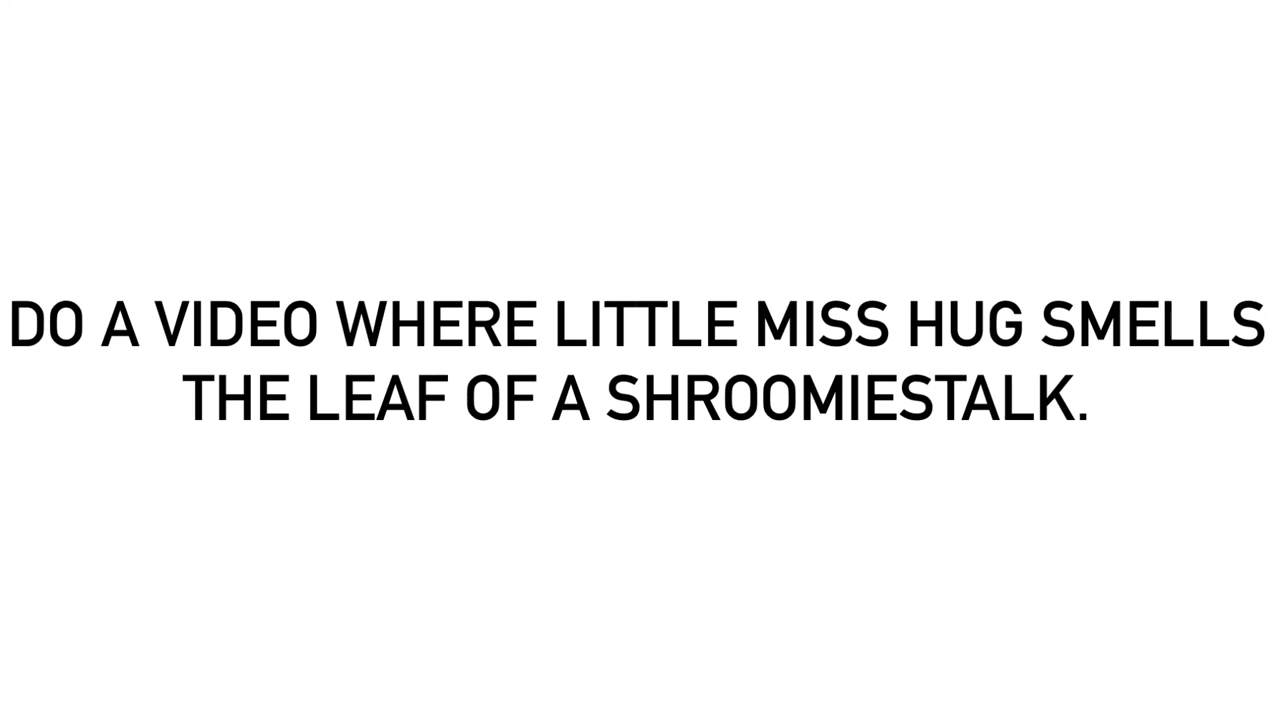 DO A VIDEO WHERE LITTLE MISS HUG SMELLS
THE LEAF OF A SHROOMIESTALK.